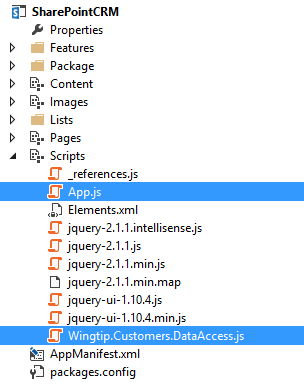 SharePointCRM
Properties
Features
Package
Content
Images
Lists
Pages
Scripts
_references.js
App.js
Elements.xml
jquery-2.1.1.intellisense.js
jquery-2.1.1.js
jquery-2.1.1.min.js
jquery-2.1.1.min.map
jquery-ui-1.10.4.js
jquery-ui-1.10.4.min.js
Wingtip.Customers.DataAccess.js
AppManifest.xml
packages.config